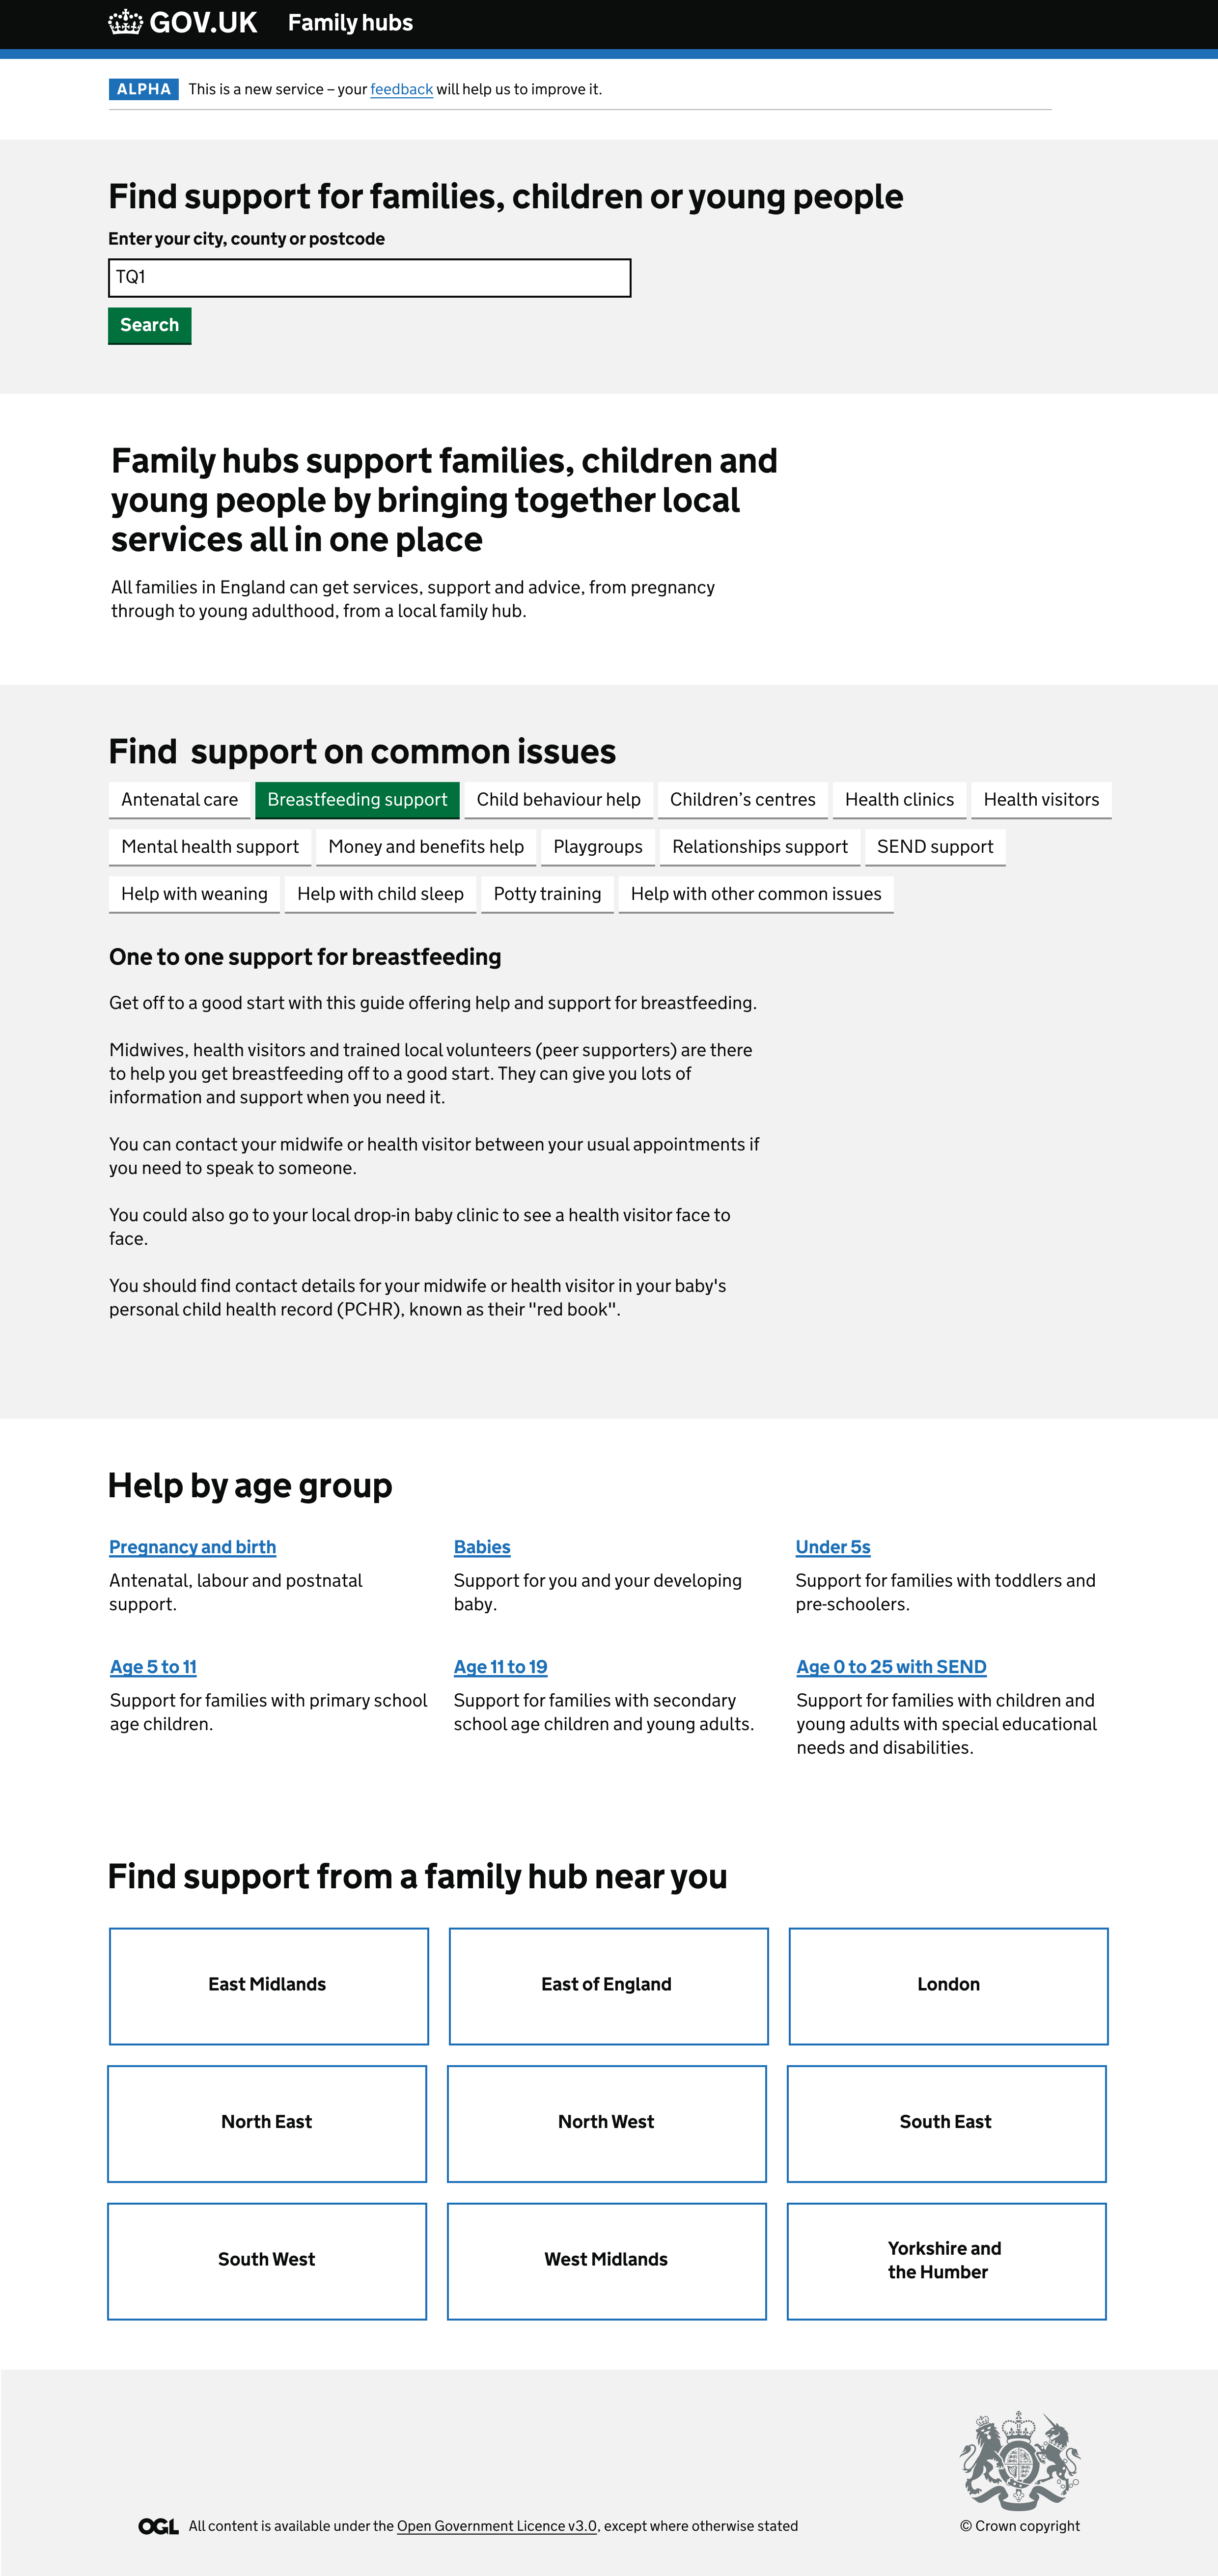 GOV.UK Family hubs
ALPHA This is a new service – your feedback will help us to improve it.
Find support for families, children or young people
Enter your city, county or postcode
TQ1
Search
Family hubs support families, children and
young people by bringing together local
services all in one place
All families in England can get services, support and advice, from pregnancy
through to young adulthood, from a local family hub.
Find support on common issues
Antenatal care Breastfeeding support Child behaviour help Children’s centres Health clinics Health visitors
Mental health support Money and benefits help Playgroups Relationships support SEND support
Help with weaning Help with child sleep Potty training Help with other common issues
One to one support for breastfeeding
Get off to a good start with this guide offering help and support for breastfeeding.
Midwives, health visitors and trained local volunteers (peer supporters) are there
to help you get breastfeeding off to a good start. They can give you lots of
information and support when you need it.
You can contact your midwife or health visitor between your usual appointments if
you need to speak to someone.
You could also go to your local drop-in baby clinic to see a health visitor face to
face.
You should find contact details for your midwife or health visitor in your baby's
personal child health record (PCHR), known as their "red book".
Help by age group
Pregnancy and birth
Antenatal, labour and postnatal
support.
Babies
Support for you and your developing
baby.
Under 5s
Support for families with toddlers and
pre-schoolers.
Age 5 to 11
Support for families with primary school
age children.
Age 11 to 19
Support for families with secondary
school age children and young adults.
Age 0 to 25 with SEND
Support for families with children and
young adults with special educational
needs and disabilities.
Find support from a family hub near you
East Midlands
East of England
London
North East
North West
South East
South West
West Midlands
Yorkshire and
the Humber
OGL All content is available under the Open Government Licence v3.0, except where otherwise stated
© Crown copyright